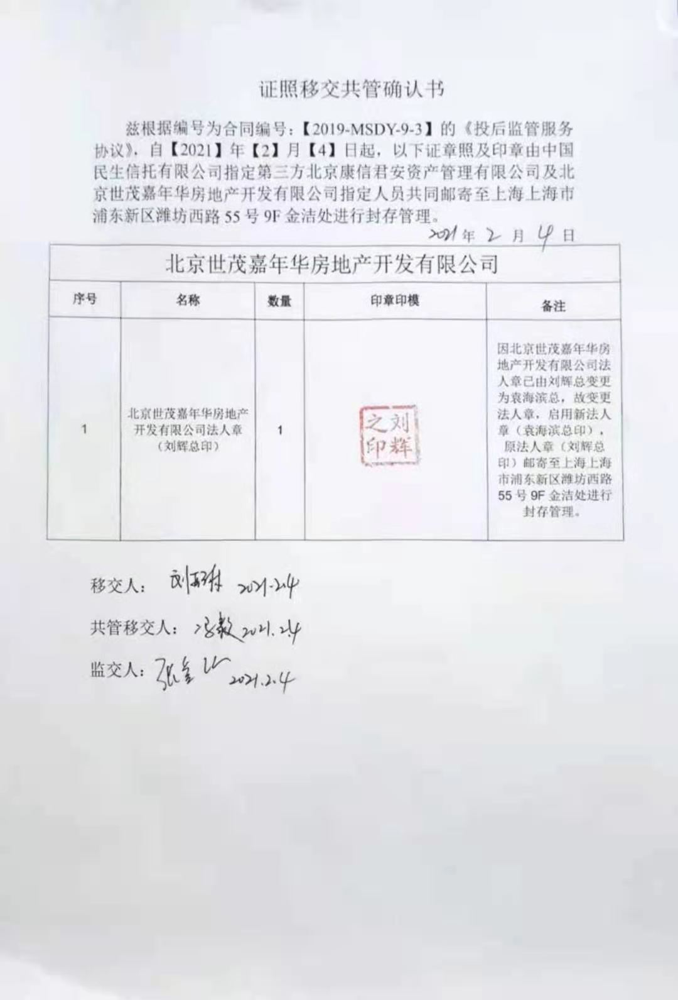 证照移交共管确认书
兹根据编号为合同编号：【2019-MSDY-9-3】的《投后监管服务
协议》，自【2021】年【2】月【4】日起，以下证章照及印章由中国
民生信托有限公司指定第三方北京康信君安资产管理有限公司及北
京世茂嘉年华房地产开发有限公司指定人员共同邮寄至上海上海市
浦东新区潍坊西路 55 号 9F 金洁处进行封存管理。
2021 年 2 月 4 日
北京世茂嘉年华房地产开发有限公司
序号 名称 数量 印章印模 备注
1
北京世茂嘉年华房地产
开发有限公司法人章
（刘辉总印）
1
刘辉
之印
因北京世茂嘉年华房
地产开发有限公司法
人章已由刘辉总变更
为袁海滨总，故变更
法人章，启用新法人
章（袁海滨总印），
原法人章（刘辉总
印）邮寄至上海上海
市浦东新区潍坊西路
55 号 9F 金洁处进行
封存管理。
移交人： 2021.2.4
共管移交人： 2021.2.4
监交人： 2021.2.4